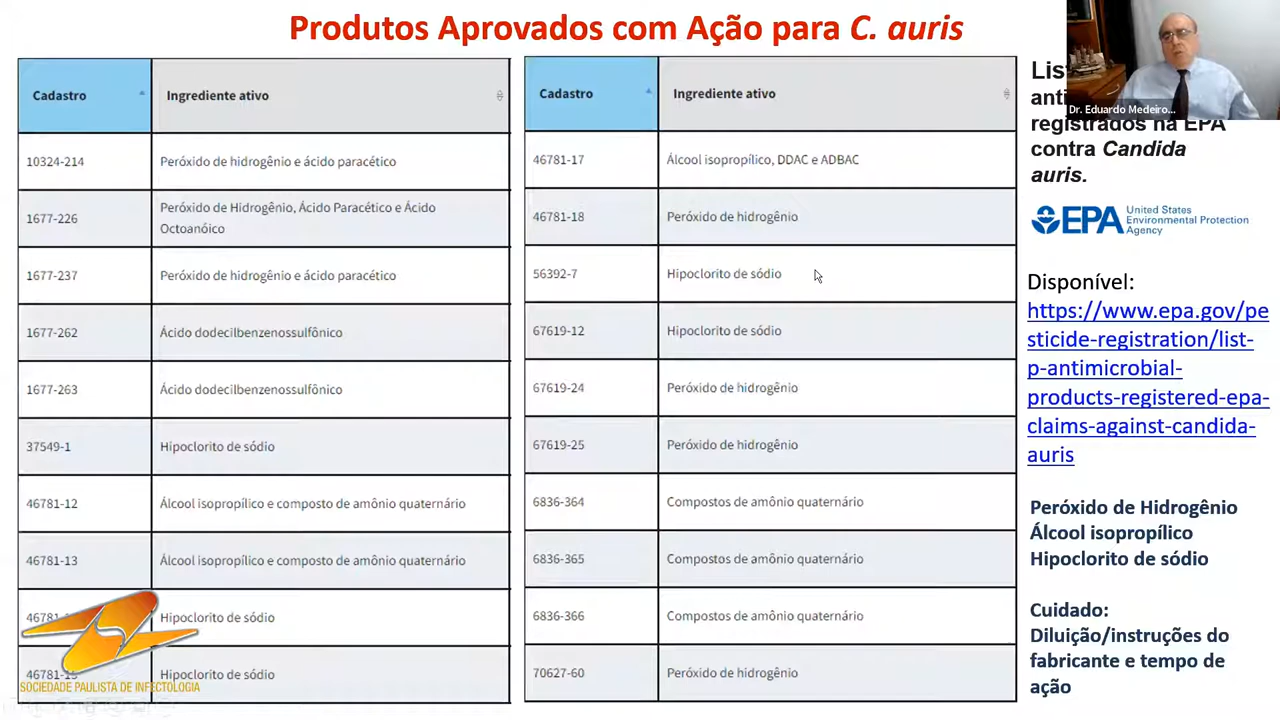 Produtos Aprovados com Ação para C. auris
Cadastro Ingrediente ativo
10324-214 Peróxido de hidrogênio e ácido paracético
1677-226 Peróxido de Hidrogênio, Ácido Paracético e Ácido
Octoanóico
1677-237 Peróxido de hidrogênio e ácido paracético
1677-262 Ácido dodecilbenzenossulfônico
1677-263 Ácido dodecilbenzenossulfônico
37549-1 Hipoclorito de sódio
46781-12 Álcool isopropílico e composto de amônio quaternário
46781-13 Álcool isopropílico e composto de amônio quaternário
46781- Hipoclorito de sódio
46781- Hipoclorito de sódio
SOCIEDADE PAULISTA DE INFECTOLOGIA
Cadastro Ingrediente ativo
46781-17 Álcool isopropílico, DDAC e ADBAC
46781-18 Peróxido de hidrogênio
56392-7 Hipoclorito de sódio
67619-12 Hipoclorito de sódio
67619-24 Peróxido de hidrogênio
67619-25 Peróxido de hidrogênio
6836-364 Compostos de amônio quaternário
6836-365 Compostos de amônio quaternário
6836-366 Compostos de amônio quaternário
70627-60 Peróxido de hidrogênio
Dr. Eduardo Medeiro...
registrados na EPA
contra Candida
auris.
EPA United States
Environmental Protection
Agency
Disponível:
https://www.epa.gov/pe
sticide-registration/list-
p-antimicrobial-
products-registered-epa-
claims-against-candida-
auris
Peróxido de Hidrogênio
Álcool isopropílico
Hipoclorito de sódio
Cuidado:
Diluição/instruções do
fabricante e tempo de
ação